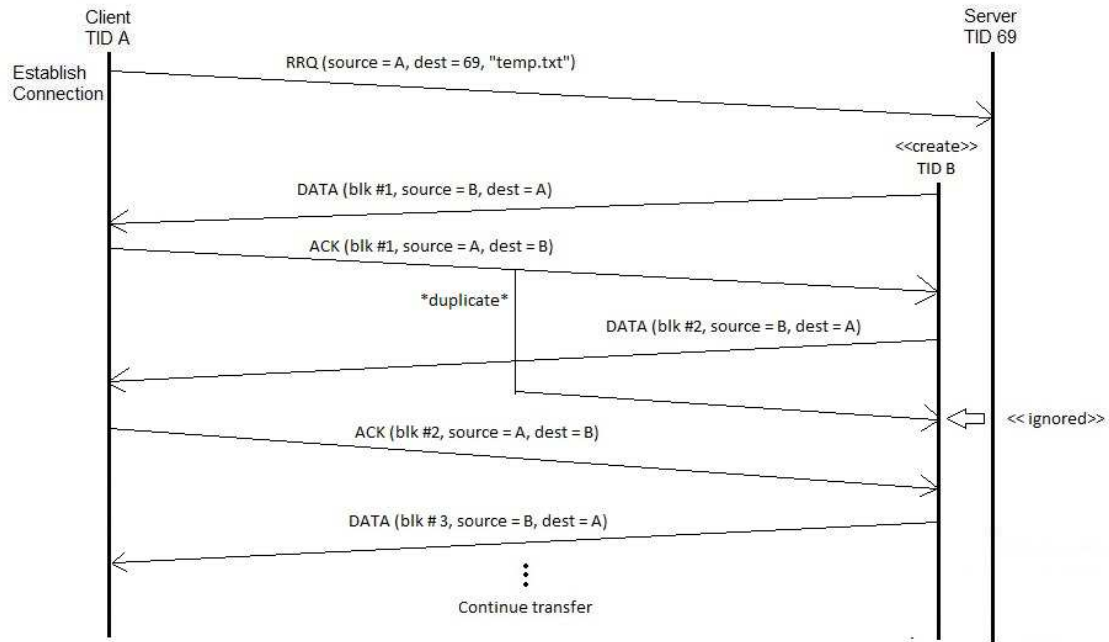 Client
TID A
Server
TID 69
Establish
Connection
RRQ (source = A, dest = 69, "temp.txt")
<<create>>
TID B
DATA (blk #1, source = B, dest = A)
ACK (blk #1, source = A, dest = B)
*duplicate*
DATA (blk #2, source = B, dest = A)
<< ignored>>
ACK (blk #2, source = A, dest = B)
DATA (blk # 3, source = B, dest = A)
Continue transfer